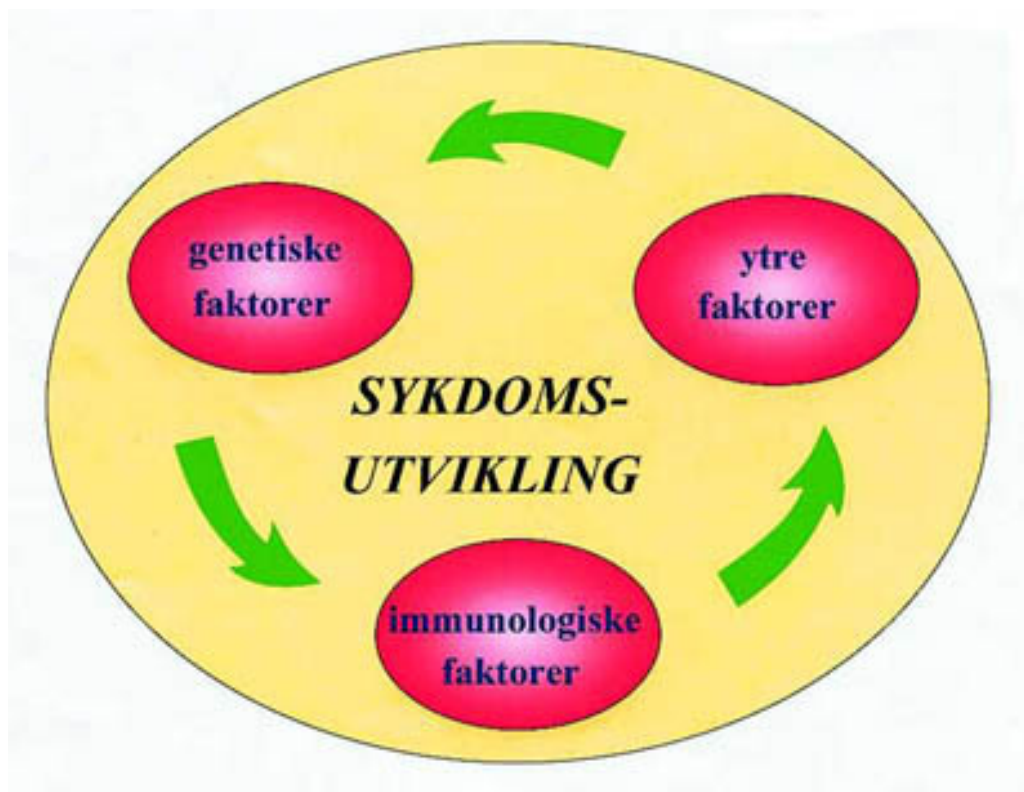 genetiske
faktorer
ytre
faktorer
SYKDOMS-
UTVIKLING
immunologiske
faktorer